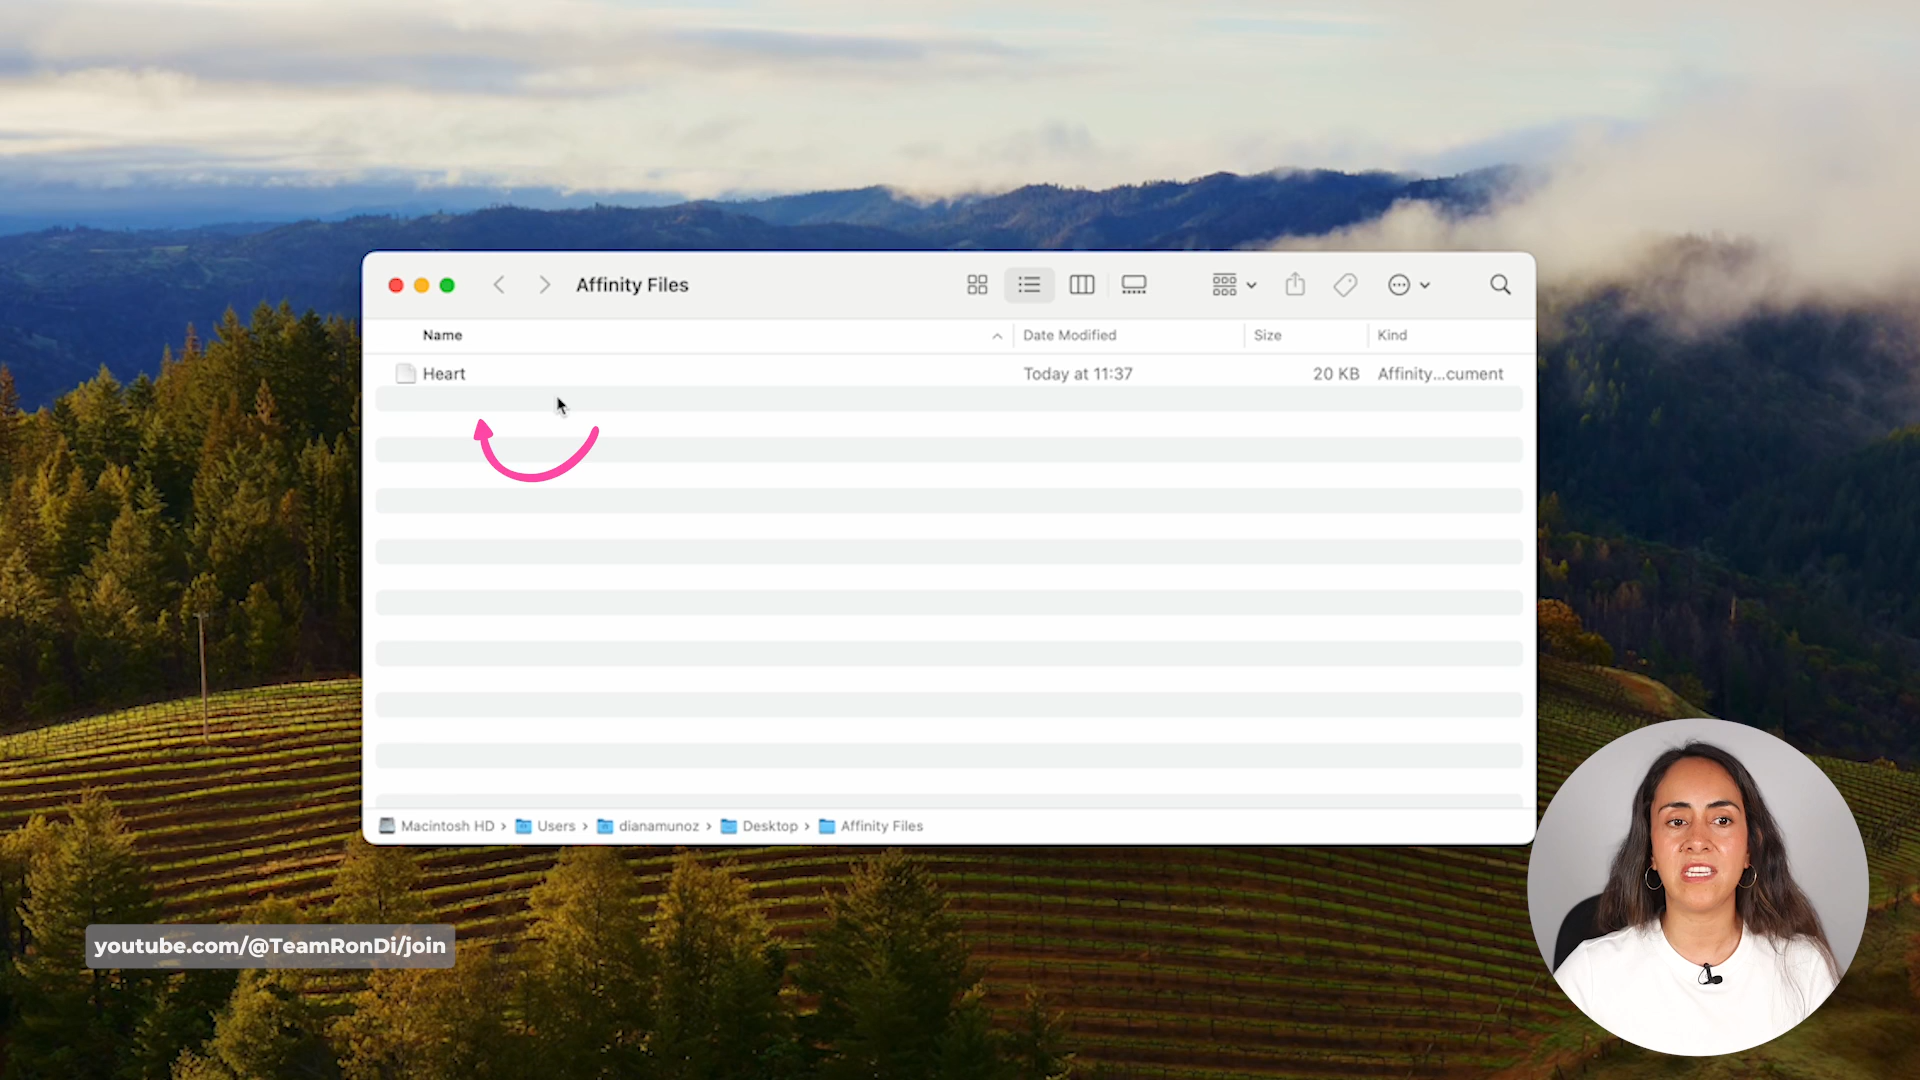 Affinity Files
Name Date Modified Size Kind
Heart Today at 11:37 20 KB Affinity...cument
Macintosh HD › Users › dianamunoz › Desktop › Affinity Files
youtube.com/@TeamRonDi/join